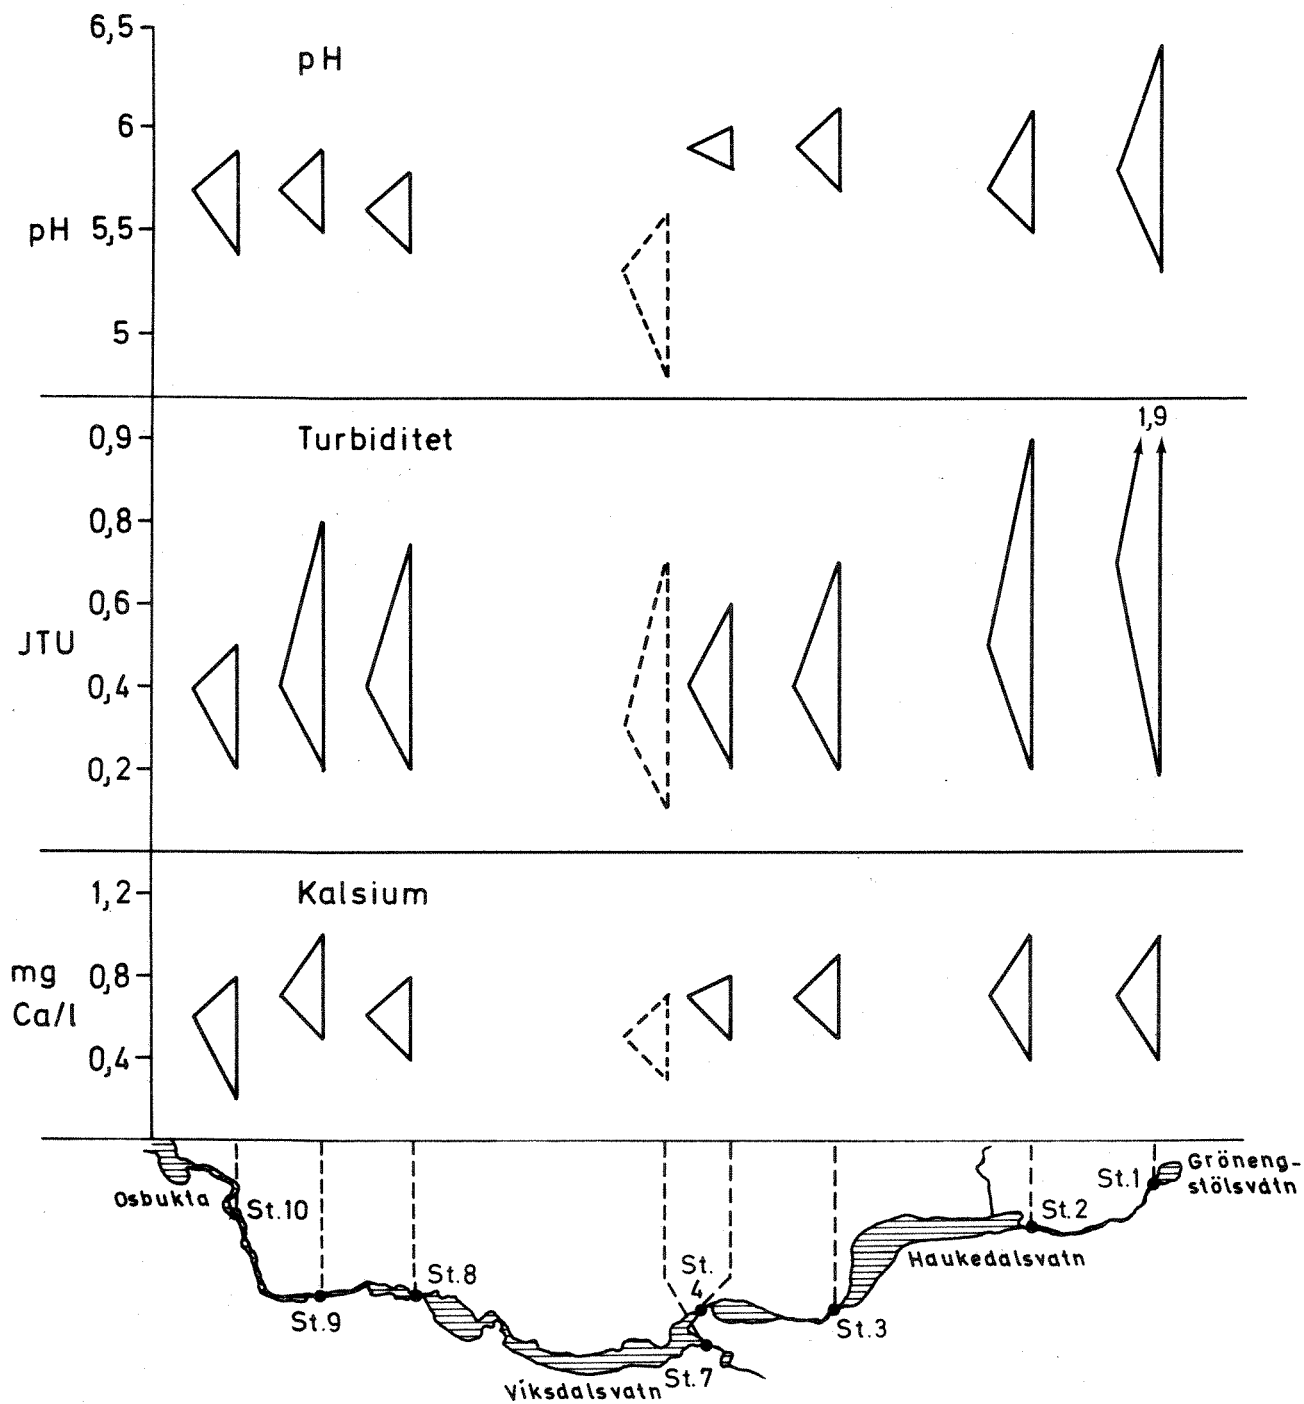 6,5
pH
6
pH 5,5
5
1,9
0,9
Turbiditet
0,8
0,6
JTU
0,4
0,2
1,2
Kalsium
mg 0,8
Ca/l
0,4
Gröneng-
stölsvatn
St.1
Osbukta
St.10
St.2
Haukedalsvatn
St.
4
St.8
St.9
St.3
St.7
Viksdalsvatn